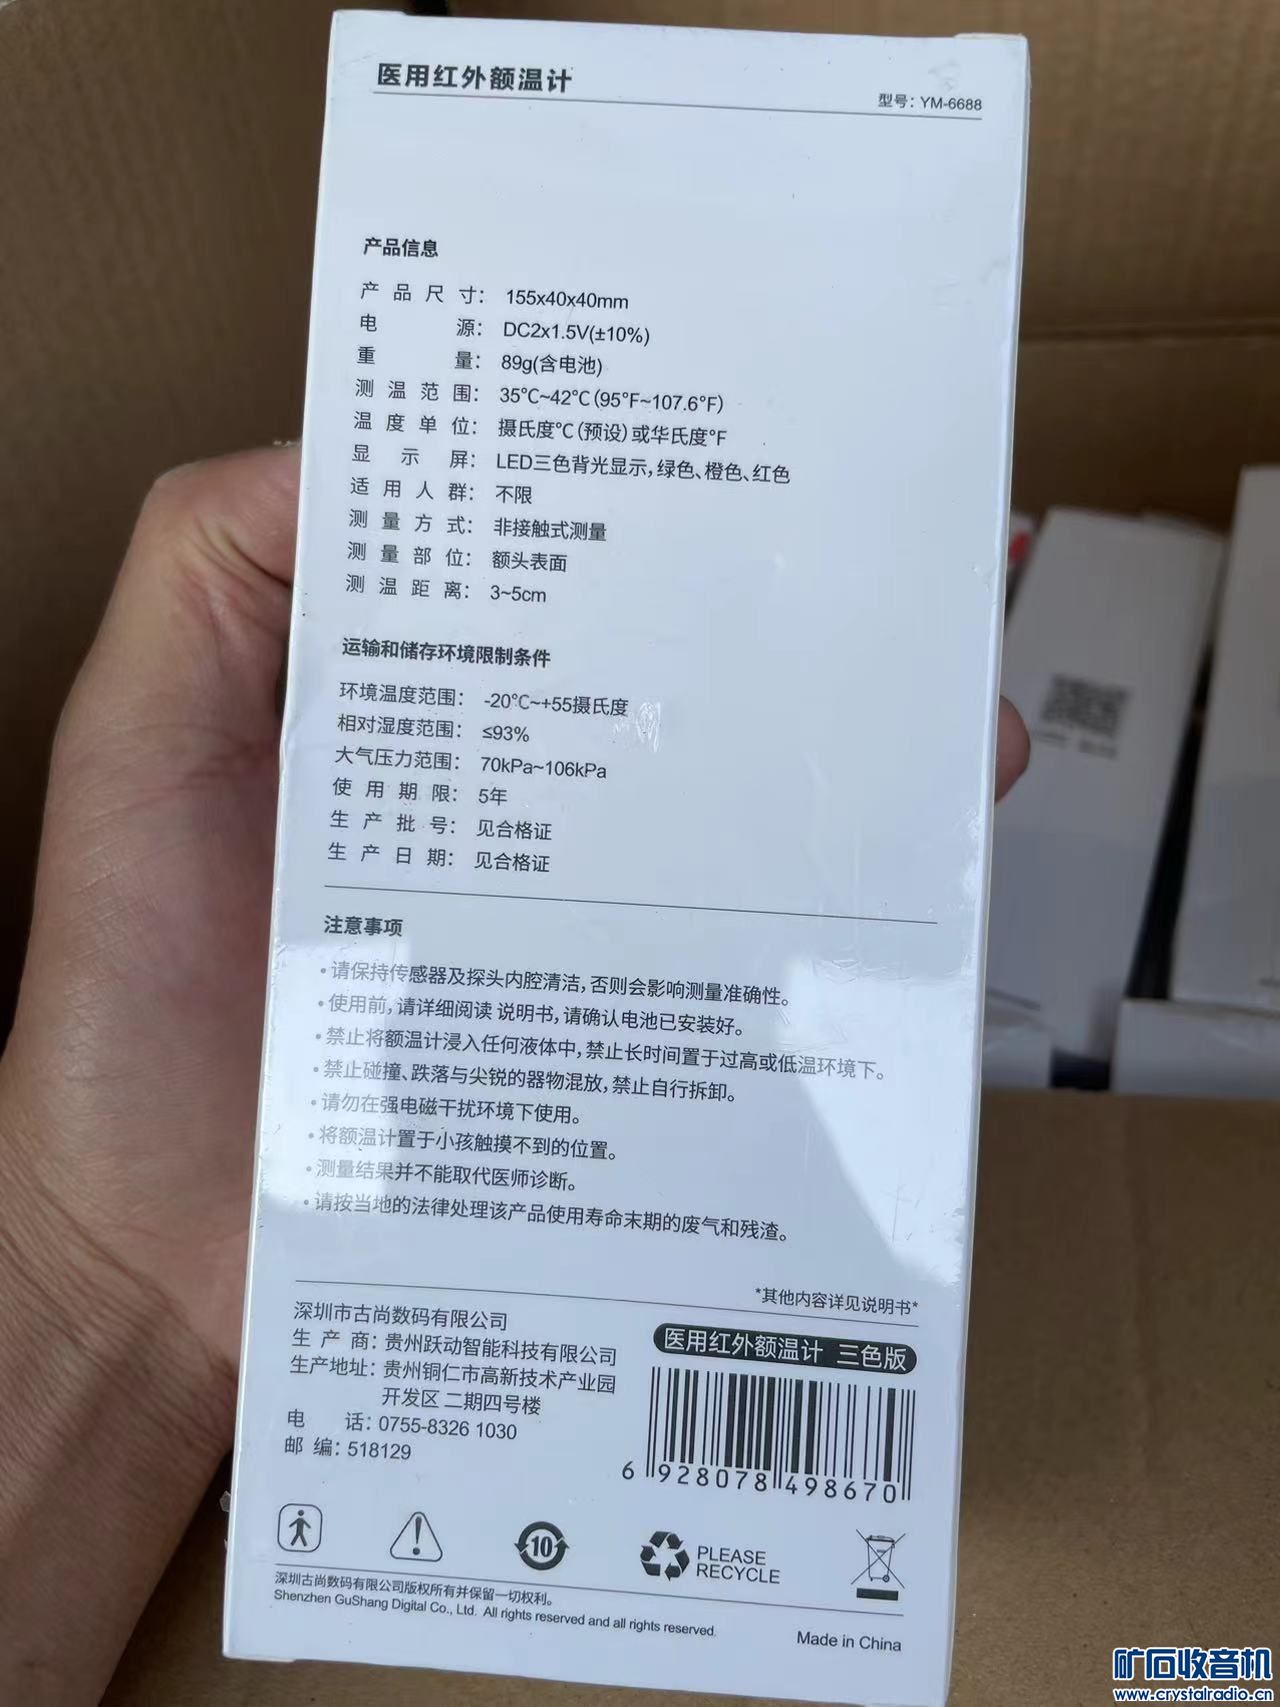 医用红外额温计
型号：YM-6688
产品信息
产品尺寸：155x40x40mm
电源：DC2x1.5V(±10%)
重量：89g(含电池)
测温范围：35°C~42°C（95°F~107.6°F）
温度单位：摄氏度°C（预设）或华氏度°F
显示屏：LED三色背光显示，绿色、橙色、红色
适用人群：不限
测量方式：非接触式测量
测量部位：额头表面
测温距离：3~5cm
运输和储存环境限制条件
环境温度范围：-20°C~+55摄氏度
相对湿度范围：≤93%
大气压力范围：70kPa~106kPa
使用期限：5年
生产批号：见合格证
生产日期：见合格证
注意事项
•请保持传感器及探头内腔清洁，否则会影响测量准确性。
•使用前，请详细阅读 说明书，请确认电池已安装好。
•禁止将额温计浸入任何液体中，禁止长时间置于过高或低温环境下。
•禁止碰撞、跌落与尖锐的器物混放，禁止自行拆卸。
•请勿在强电磁干扰环境下使用。
•将额温计置于小孩触摸不到的位置。
•测量结果并不能取代医师诊断。
•请按当地的法律处理该产品使用寿命末期的废气和残渣。
*其他内容详见说明书*
深圳市古尚数码有限公司
生产商：贵州跃动智能科技有限公司
生产地址：贵州铜仁市高新技术产业园
开发区 二期四号楼
电话：0755-8326 1030
邮编：518129
医用红外额温计 三色版
6 928078 498670
10
PLEASE
RECYCLE
深圳古尚数码有限公司版权所有并保留一切权利。
Shenzhen GuShang Digital Co., Ltd. All rights reserved and all rights reserved.
Made in China
矿石收音机
www.crystalradio.cn